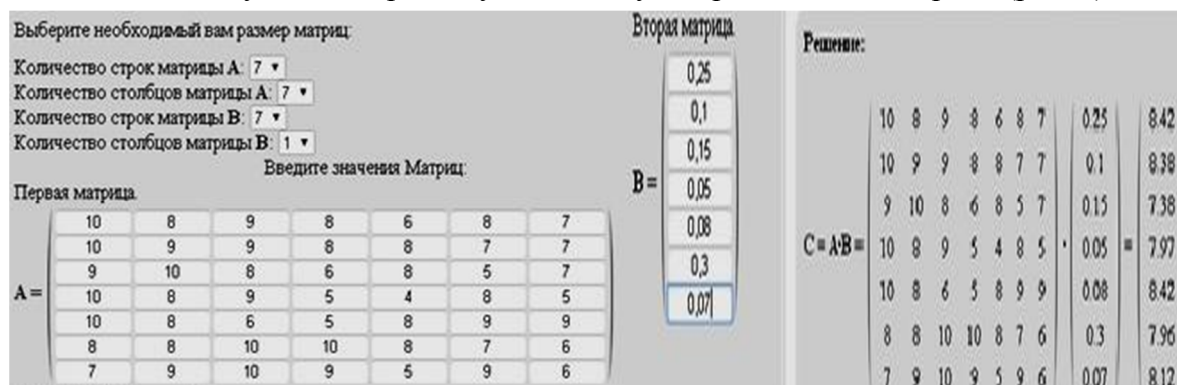 Выберите необходимый вам размер матриц:
Количество строк матрицы A: 7
Количество столбцов матрицы A: 7
Количество строк матрицы B: 7
Количество столбцов матрицы B: 1
Введите значения Матриц:
Первая матрица
A =
10 8 9 8 6 8 7
10 9 9 8 8 7 7
9 10 8 6 8 5 7
10 8 9 5 4 8 5
10 8 6 5 8 9 9
8 8 10 10 8 7 6
7 9 10 9 5 9 6
Вторая матрица
B =
0,25
0,1
0,15
0,05
0,08
0,3
0,07
Решение:
C = A·B =
10 8 9 8 6 8 7 0.25 8.42
10 9 9 8 8 7 7 0.1 8.38
9 10 8 6 8 5 7 0.15 7.38
10 8 9 5 4 8 5 · 0.05 = 7.97
10 8 6 5 8 9 9 0.08 8.42
8 8 10 10 8 7 6 0.3 7.96
7 9 10 9 5 9 6 0.07 8.12